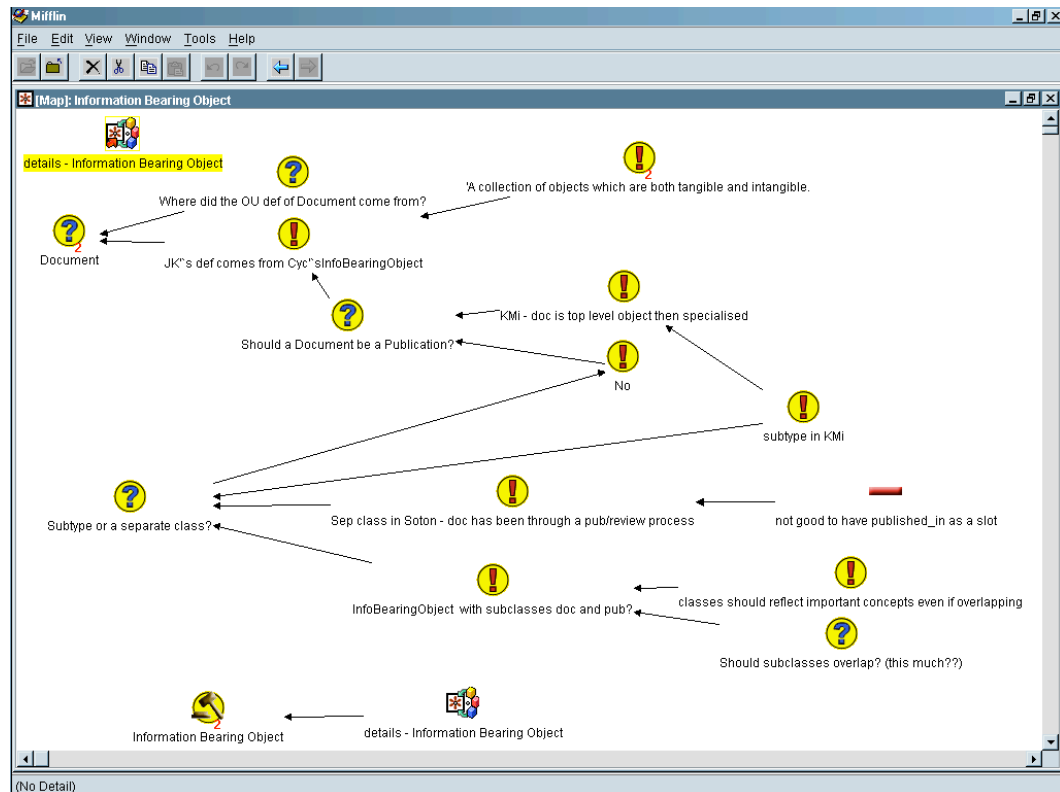 Mifflin
File Edit View Window Tools Help
[Map]: Information Bearing Object
details - Information Bearing Object
2
'A collection of objects which are both tangible and intangible.
Where did the OU def of Document come from?
2
Document
JK"s def comes from Cyc"sInfoBearingObject
KMi - doc is top level object then specialised
Should a Document be a Publication?
No
subtype in KMi
Subtype or a separate class?
Sep class in Soton - doc has been through a pub/review process
not good to have published_in as a slot
InfoBearingObject with subclasses doc and pub?
classes should reflect important concepts even if overlapping
Should subclasses overlap? (this much??)
2
Information Bearing Object
details - Information Bearing Object
(No Detail)